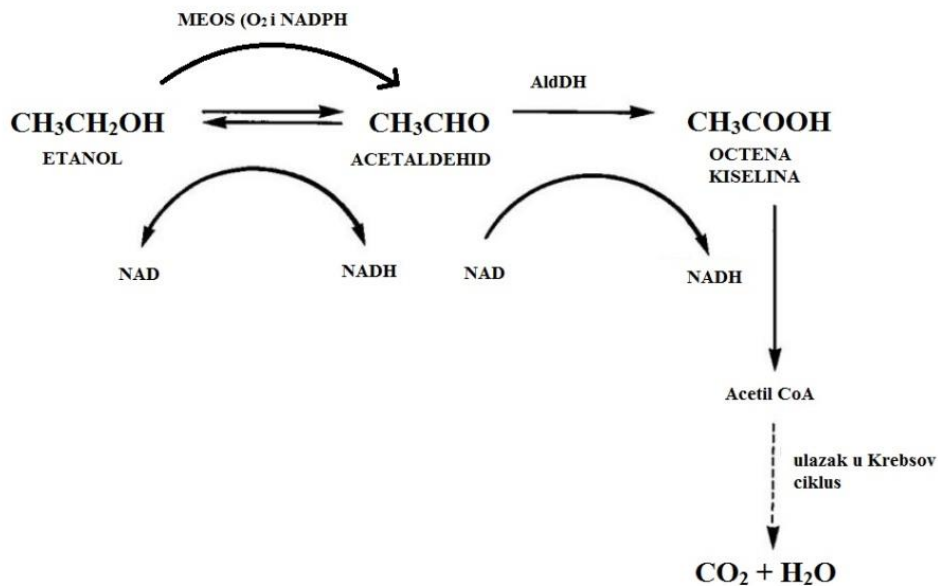 MEOS (O₂ i NADPH
AldDH
CH₃CH₂OH
ETANOL
CH₃CHO
ACETALDEHID
CH₃COOH
OCTENA
KISELINA
NAD
NADH
NAD
NADH
Acetil CoA
ulazak u Krebsov
ciklus
CO₂ + H₂O